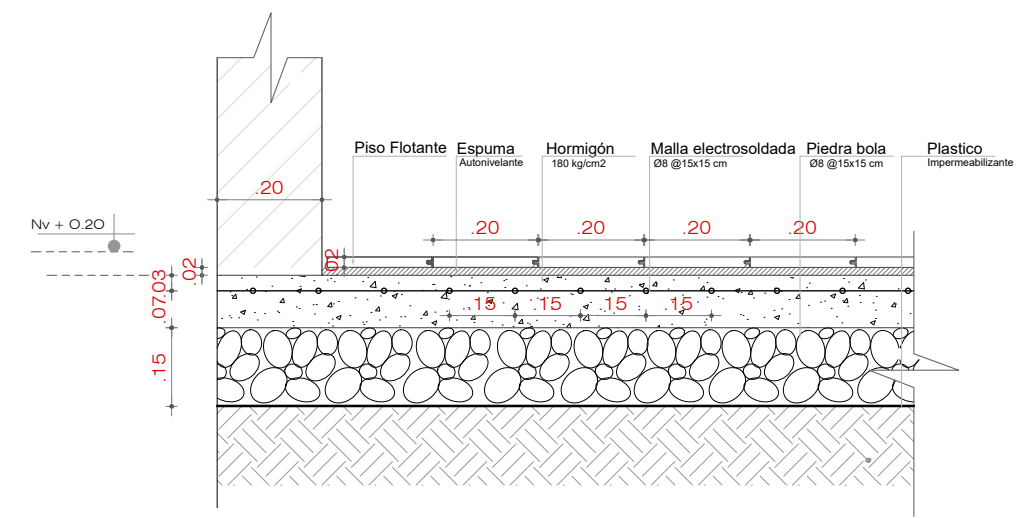 Piso Flotante
Espuma
Autonivelante
Hormigón
180 kg/cm2
Malla electrosoldada
Ø8 @15x15 cm
Piedra bola
Ø8 @15x15 cm
Plastico
Impermeabilizante
.20
Nv + 0.20
.20 .20 .20 .20
.02
.02
.03
.07
.15 .15 .15 .15
.15